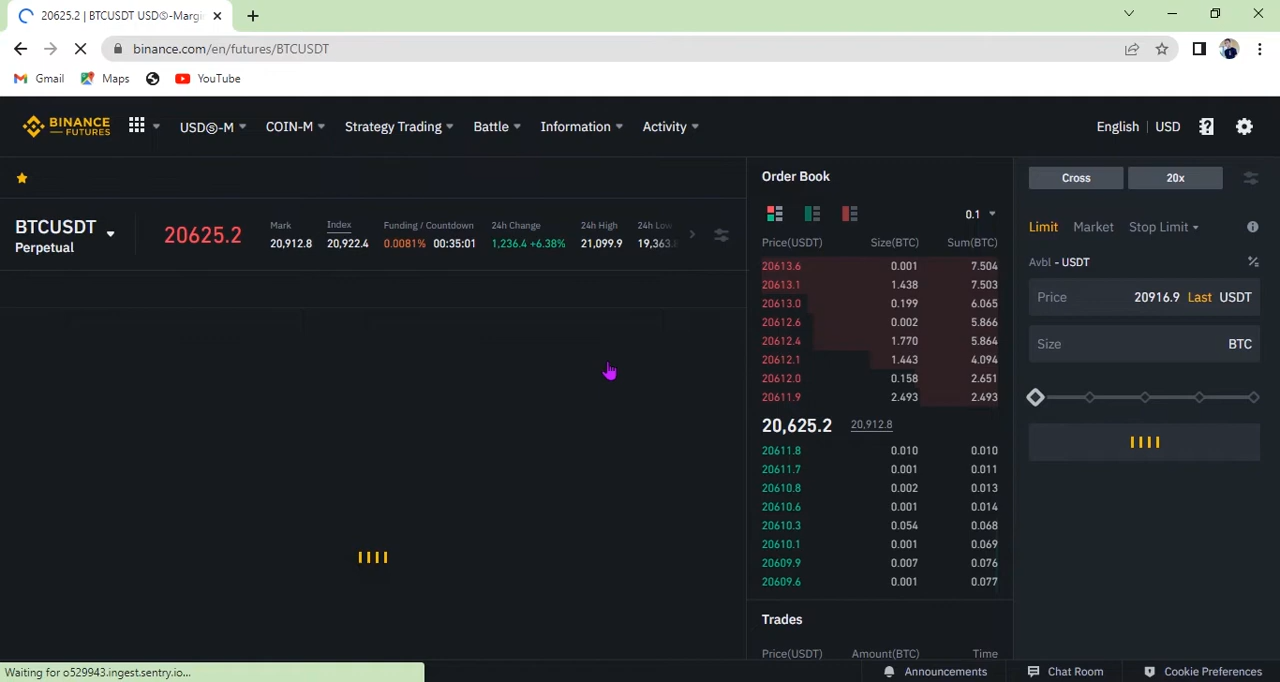 20625.2 | BTCUSDT USDⓈ-Marg
binance.com/en/futures/BTCUSDT
Gmail Maps YouTube
BINANCE FUTURES USDⓈ-M COIN-M Strategy Trading Battle Information Activity English USD
BTCUSDT
Perpetual
20625.2
Mark Index Funding / Countdown 24h Change 24h High 24h Low
20,912.8 20,922.4 0.0081% 00:35:01 1,236.4 +6.38% 21,099.9 19,363.
Order Book
0.1
Price(USDT) Size(BTC) Sum(BTC)
20613.6 0.001 7.504
20613.1 1.438 7.503
20613.0 0.199 6.065
20612.6 0.002 5.866
20612.4 1.770 5.864
20612.1 1.443 4.094
20612.0 0.158 2.651
20611.9 2.493 2.493
20,625.2 20,912.8
20611.8 0.010 0.010
20611.7 0.001 0.011
20610.8 0.002 0.013
20610.6 0.001 0.014
20610.3 0.054 0.068
20610.1 0.001 0.069
20609.9 0.007 0.076
20609.6 0.001 0.077
Trades
Price(USDT) Amount(BTC) Time
Cross 20x
Limit Market Stop Limit
Avbl - USDT
Price 20916.9 Last USDT
Size BTC
Waiting for o529943.ingest.sentry.io...
Announcements Chat Room Cookie Preferences